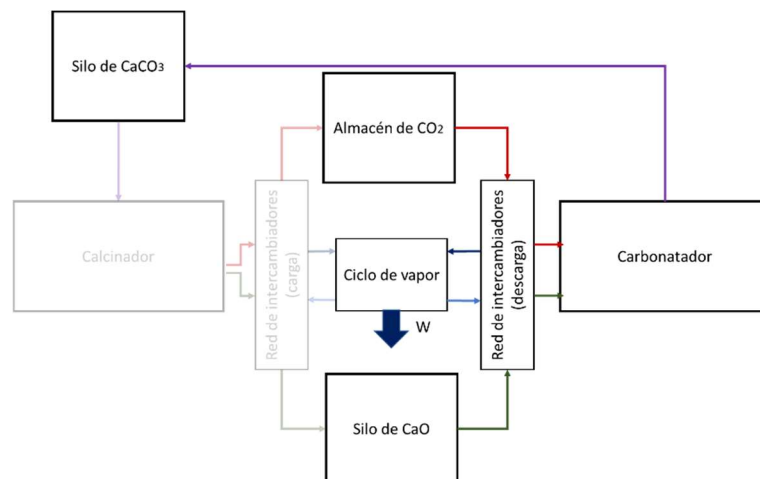 Silo de CaCO3
Almacén de CO2
Calcinador
Red de intercambiadores
(carga)
Ciclo de vapor
W
Red de intercambiadores
(descarga)
Carbonatador
Silo de CaO